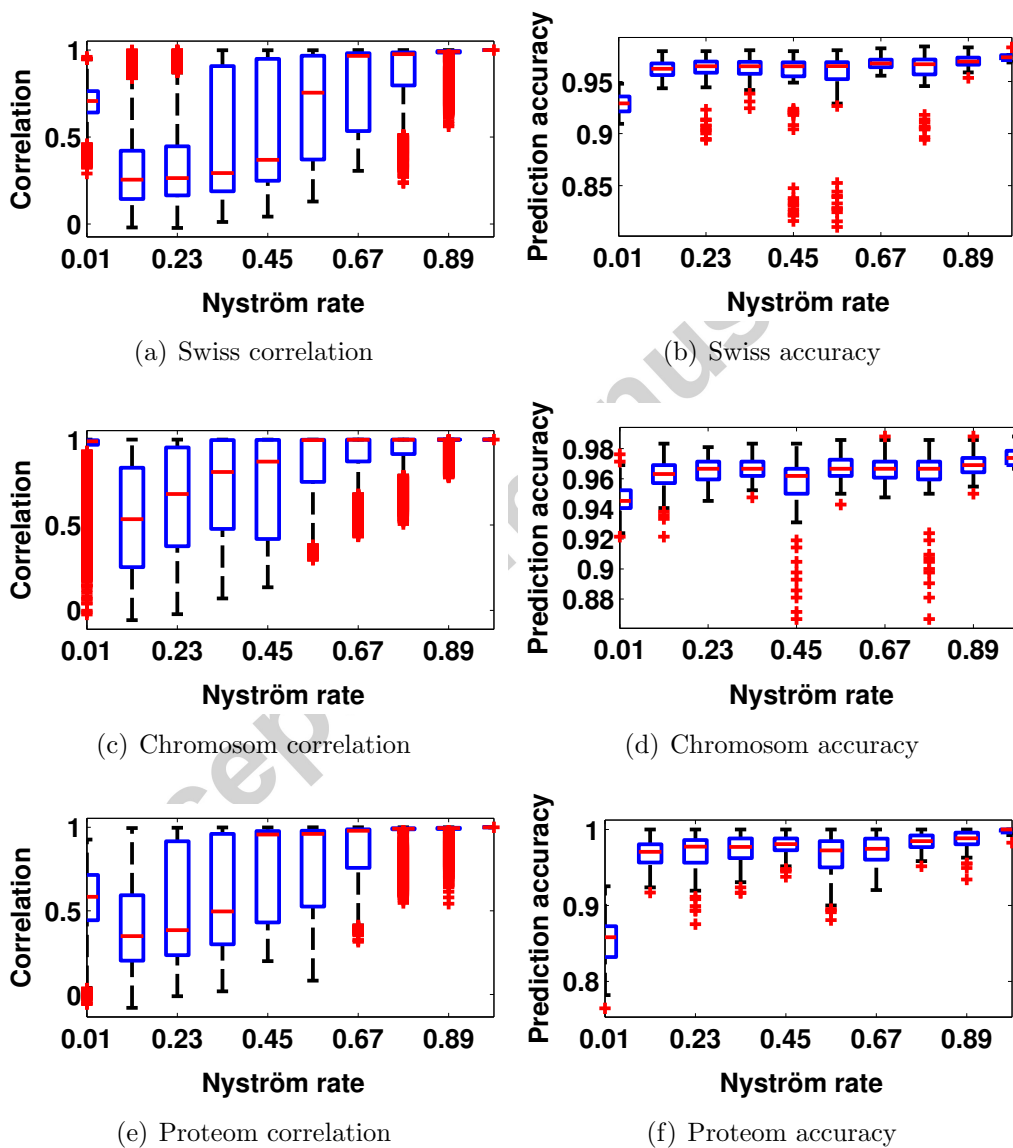 1
0.5
0
Correlation
0.01 0.23 0.45 0.67 0.89
Nyström rate
(a) Swiss correlation
0.95
0.9
0.85
Prediction accuracy
0.01 0.23 0.45 0.67 0.89
Nyström rate
(b) Swiss accuracy
1
0.5
0
Correlation
0.01 0.23 0.45 0.67 0.89
Nyström rate
(c) Chromosom correlation
0.98
0.96
0.94
0.92
0.9
0.88
Prediction accuracy
0.01 0.23 0.45 0.67 0.89
Nyström rate
(d) Chromosom accuracy
1
0.5
0
Correlation
0.01 0.23 0.45 0.67 0.89
Nyström rate
(e) Proteom correlation
1
0.9
0.8
Prediction accuracy
0.01 0.23 0.45 0.67 0.89
Nyström rate
(f) Proteom accuracy